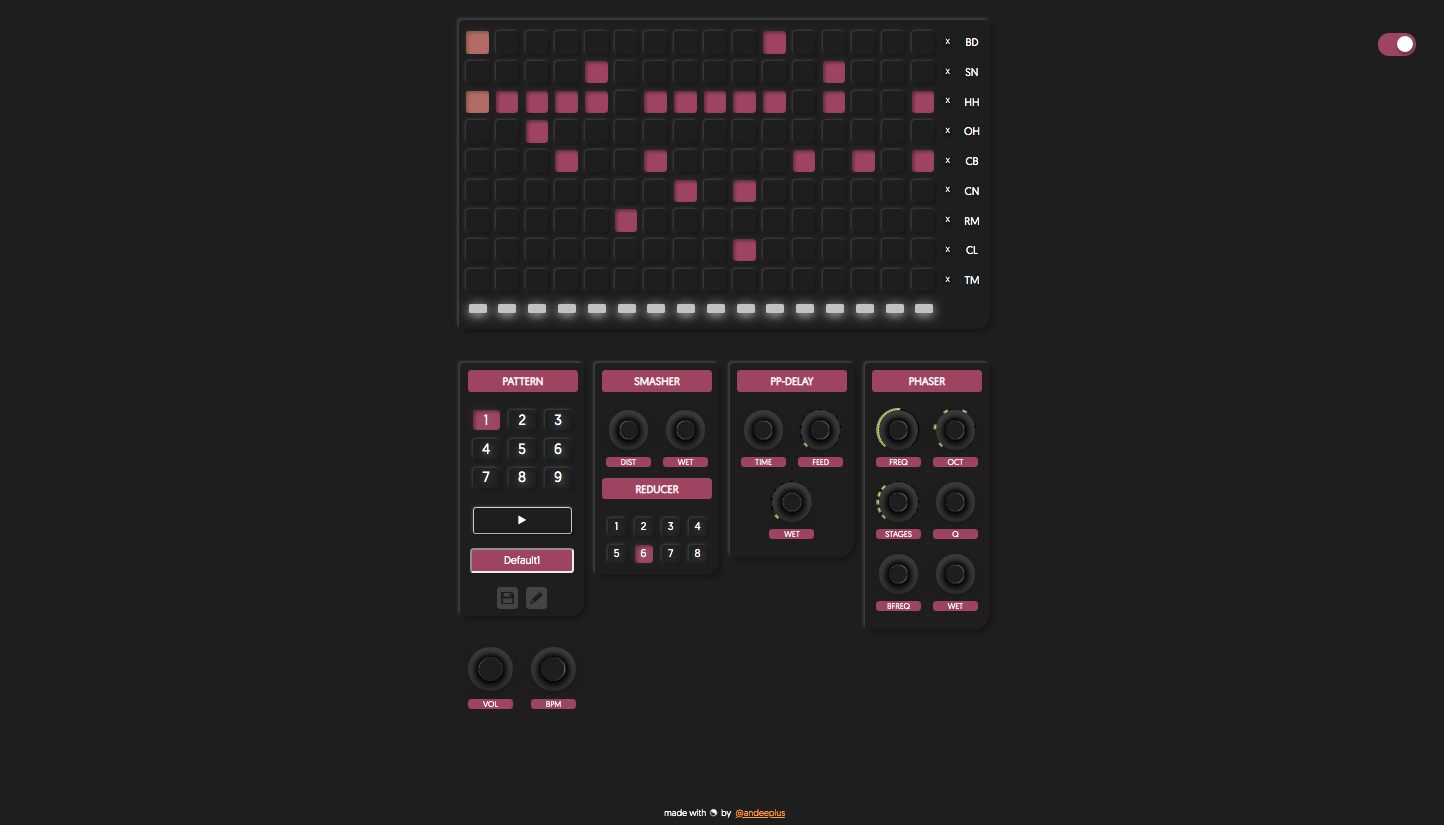 x BD
x SN
x HH
x OH
x CB
x CN
x RM
x CL
x TM
PATTERN
1 2 3
4 5 6
7 8 9
Default1
SMASHER
DIST WET
REDUCER
1 2 3 4
5 6 7 8
PP-DELAY
TIME FEED
WET
PHASER
FREQ OCT
STAGES Q
BFREQ WET
VOL BPM
made with by @andeeplus